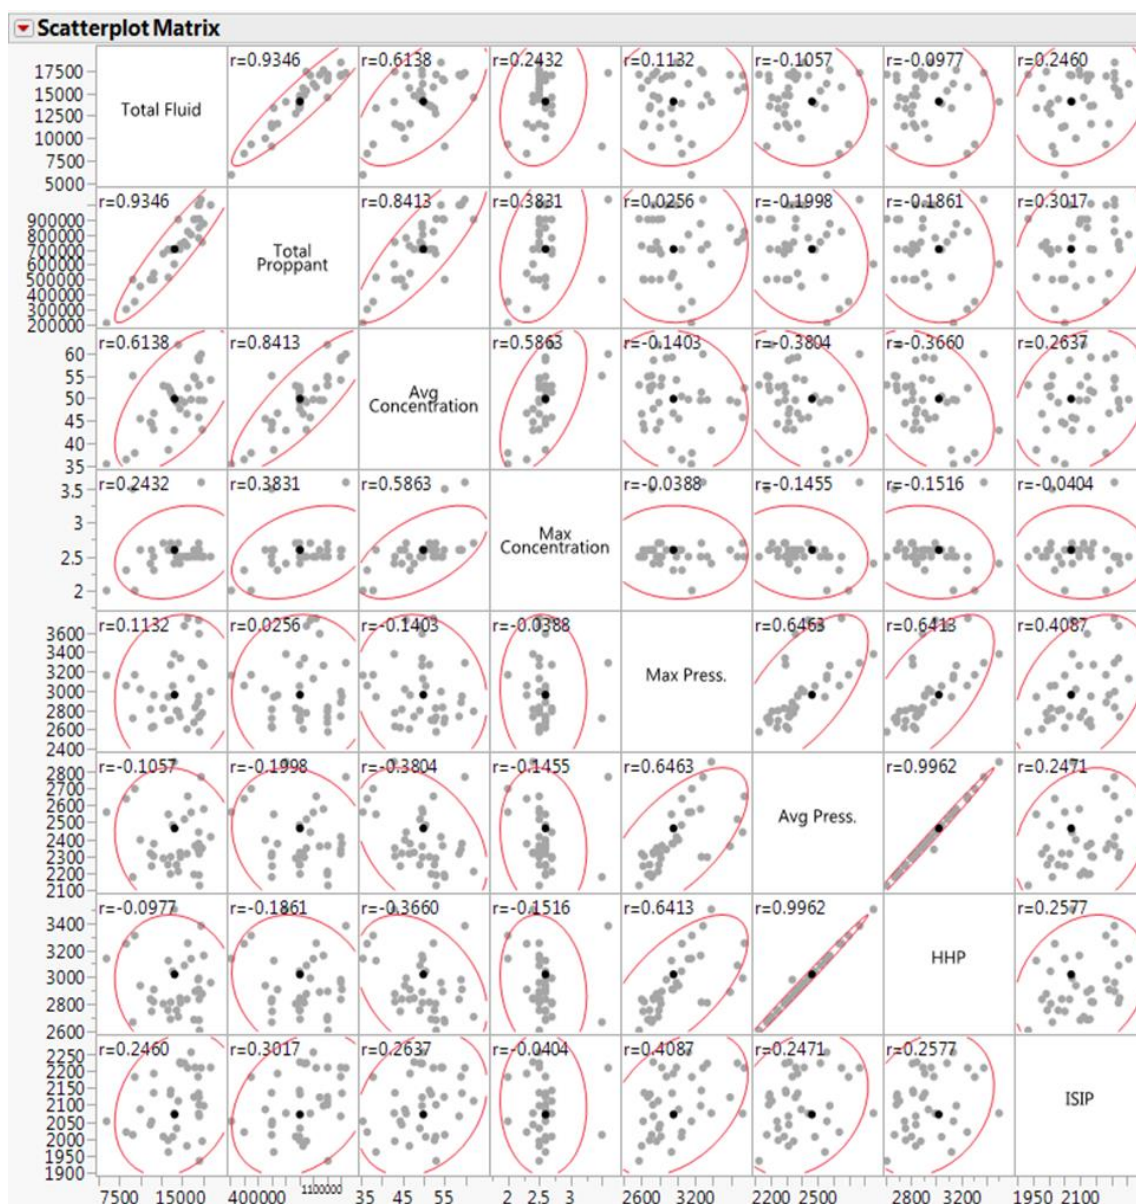 Scatterplot Matrix
r=0.9346 r=0.6138 r=0.2432 r=0.1132 r=-0.1057 r=-0.0977 r=0.2460
17500
15000
12500
10000
7500
5000
Total Fluid
r=0.9346 r=0.8413 r=0.3831 r=0.0256 r=-0.1998 r=-0.1861 r=0.3017
900000
800000
700000
600000
500000
400000
300000
200000
Total
Proppant
r=0.6138 r=0.8413 r=0.5863 r=-0.1403 r=-0.3804 r=-0.3660 r=0.2637
60
55
50
45
40
35
Avg
Concentration
r=0.2432 r=0.3831 r=0.5863 r=-0.0388 r=-0.1455 r=-0.1516 r=-0.0404
3.5
3
2.5
2
Max
Concentration
r=0.1132 r=0.0256 r=-0.1403 r=-0.0388 r=0.6463 r=0.6413 r=0.4087
3600
3400
3200
3000
2800
2600
2400
Max Press.
r=-0.1057 r=-0.1998 r=-0.3804 r=-0.1455 r=0.6463 r=0.9962 r=0.2471
2800
2700
2600
2500
2400
2300
2200
2100
Avg Press.
r=-0.0977 r=-0.1861 r=-0.3660 r=-0.1516 r=0.6413 r=0.9962 r=0.2577
3400
3200
3000
2800
2600
HHP
r=0.2460 r=0.3017 r=0.2637 r=-0.0404 r=0.4087 r=0.2471 r=0.2577
2250
2200
2150
2100
2050
2000
1950
1900
ISIP
7500 15000 400000 1100000 35 45 55 2 2.5 3 2600 3200 2200 2500 2800 3200 1950 2100